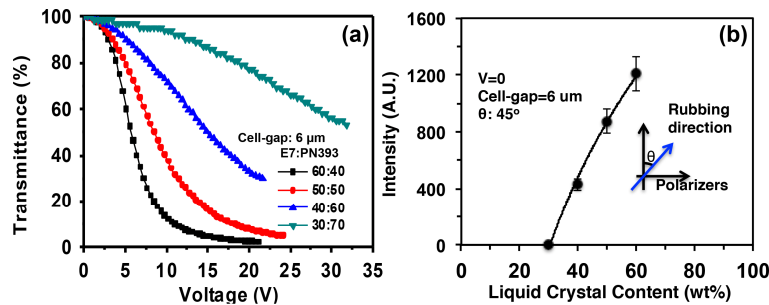 (a)
Transmittance (%)
100
80
60
40
20
0
Cell-gap: 6 μm
E7:PN393
60:40
50:50
40:60
30:70
0 5 10 15 20 25 30 35
Voltage (V)
(b)
Intensity (A.U.)
1600
1200
800
400
0
V=0
Cell-gap=6 um
θ: 45º
Rubbing
direction
θ
Polarizers
0 20 40 60 80 100
Liquid Crystal Content (wt%)